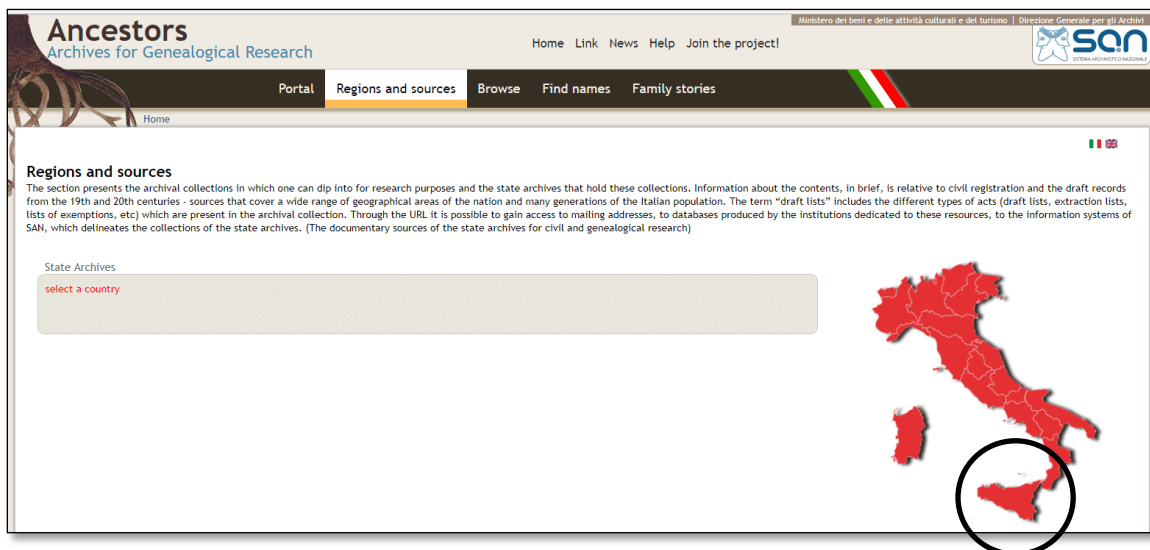 Ministero dei beni e delle attività culturali e del turismo | Direzione Generale per gli Archivi
Ancestors
Archives for Genealogical Research
Home Link News Help Join the project!
SAN
SISTEMA ARCHIVISTICO NAZIONALE
Portal Regions and sources Browse Find names Family stories
Home
Regions and sources
The section presents the archival collections in which one can dip into for research purposes and the state archives that hold these collections. Information about the contents, in brief, is relative to civil registration and the draft records
from the 19th and 20th centuries - sources that cover a wide range of geographical areas of the nation and many generations of the Italian population. The term “draft lists” includes the different types of acts (draft lists, extraction lists,
lists of exemptions, etc) which are present in the archival collection. Through the URL it is possible to gain access to mailing addresses, to databases produced by the institutions dedicated to these resources, to the information systems of
SAN, which delineates the collections of the state archives. (The documentary sources of the state archives for civil and genealogical research)
State Archives
select a country